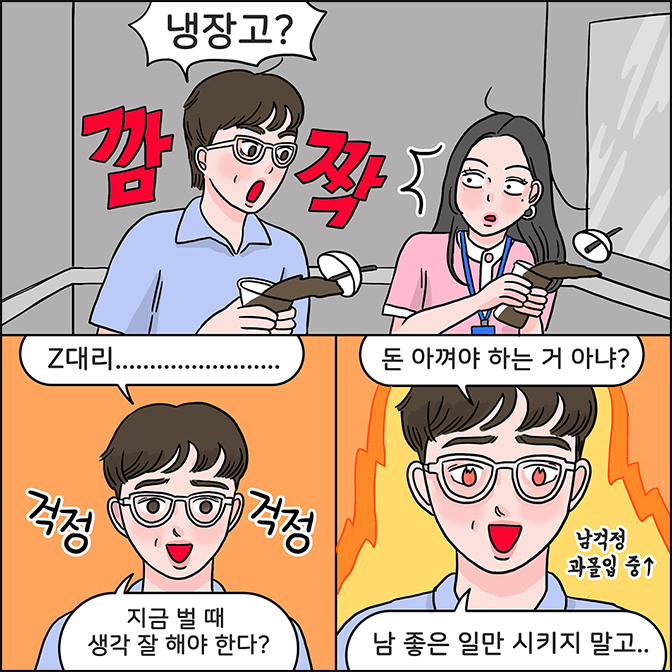 냉장고?
깜
짝
Z대리........................
걱정
걱정
지금 벌 때
생각 잘 해야 한다?
돈 아껴야 하는 거 아냐?
남걱정
과몰입 중↑
남 좋은 일만 시키지 말고..